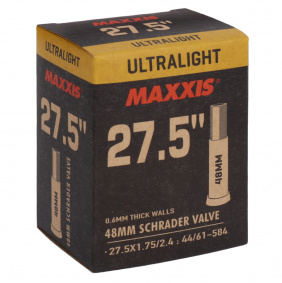 ULTRALIGHT
ULTRALIGHT
MAXXIS
27.5"
48MM
0.6MM THICK WALLS
48MM SCHRADER VALVE
27.5X1.75/2.4 : 44/61-584